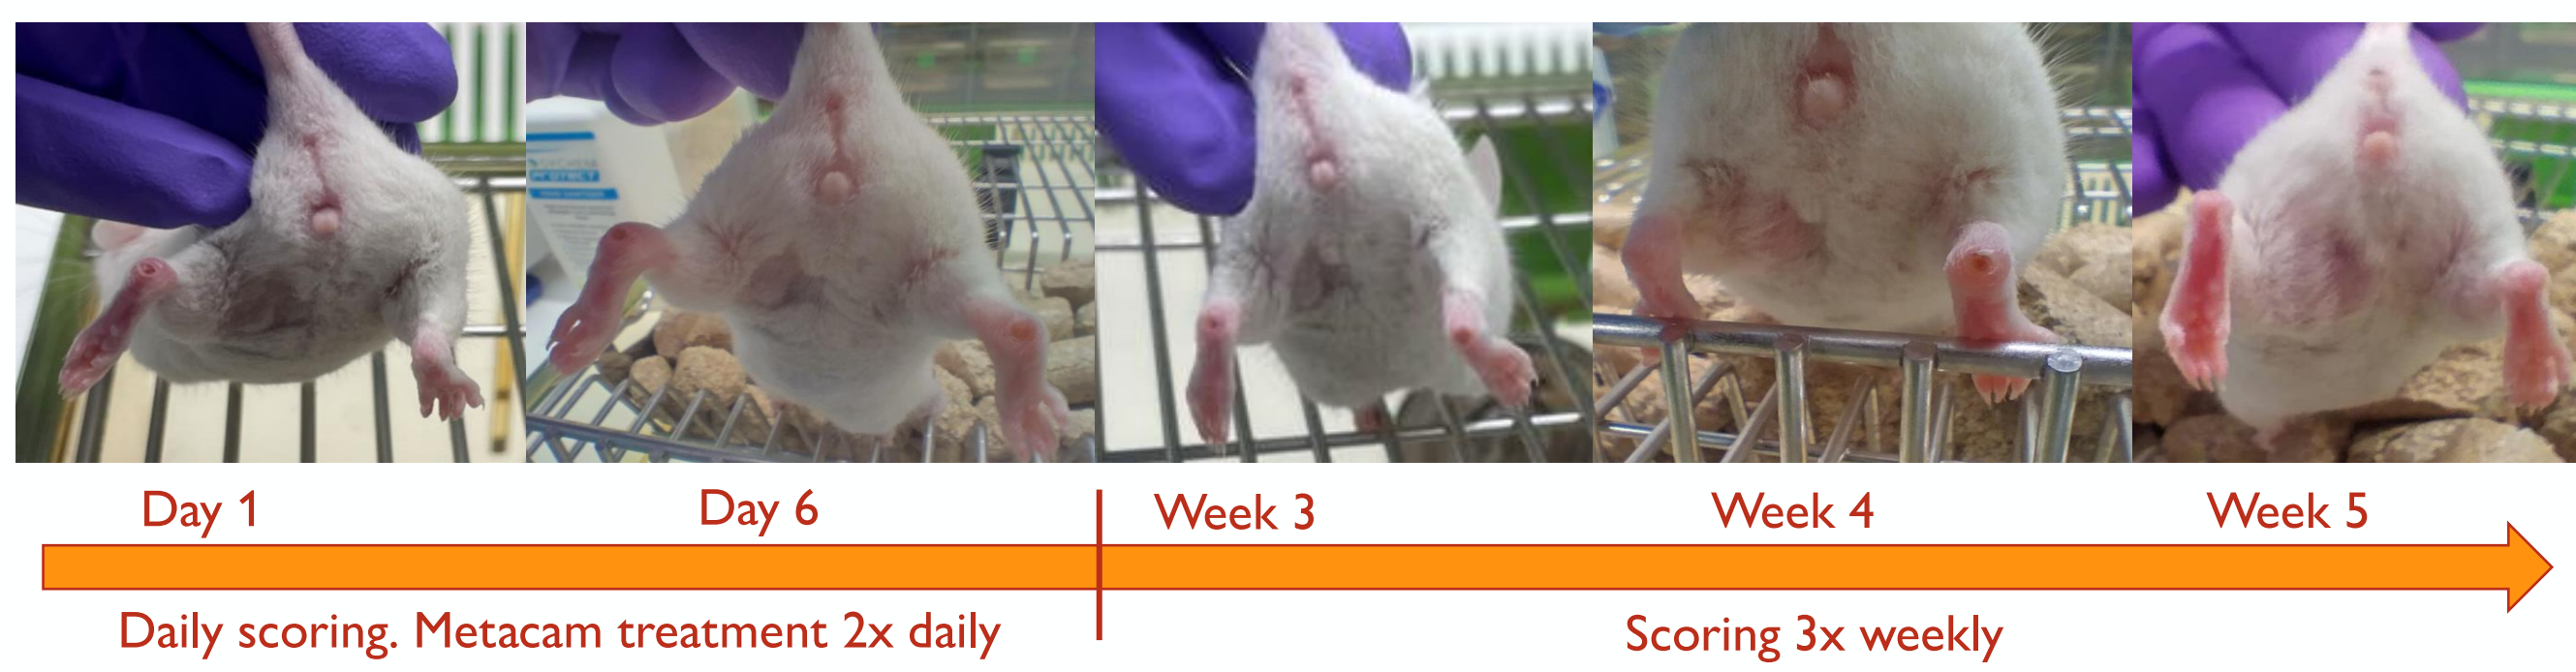 PROTECT
Day 1
Day 6
Week 3
Week 4
Week 5
Daily scoring. Metacam treatment 2x daily
Scoring 3x weekly